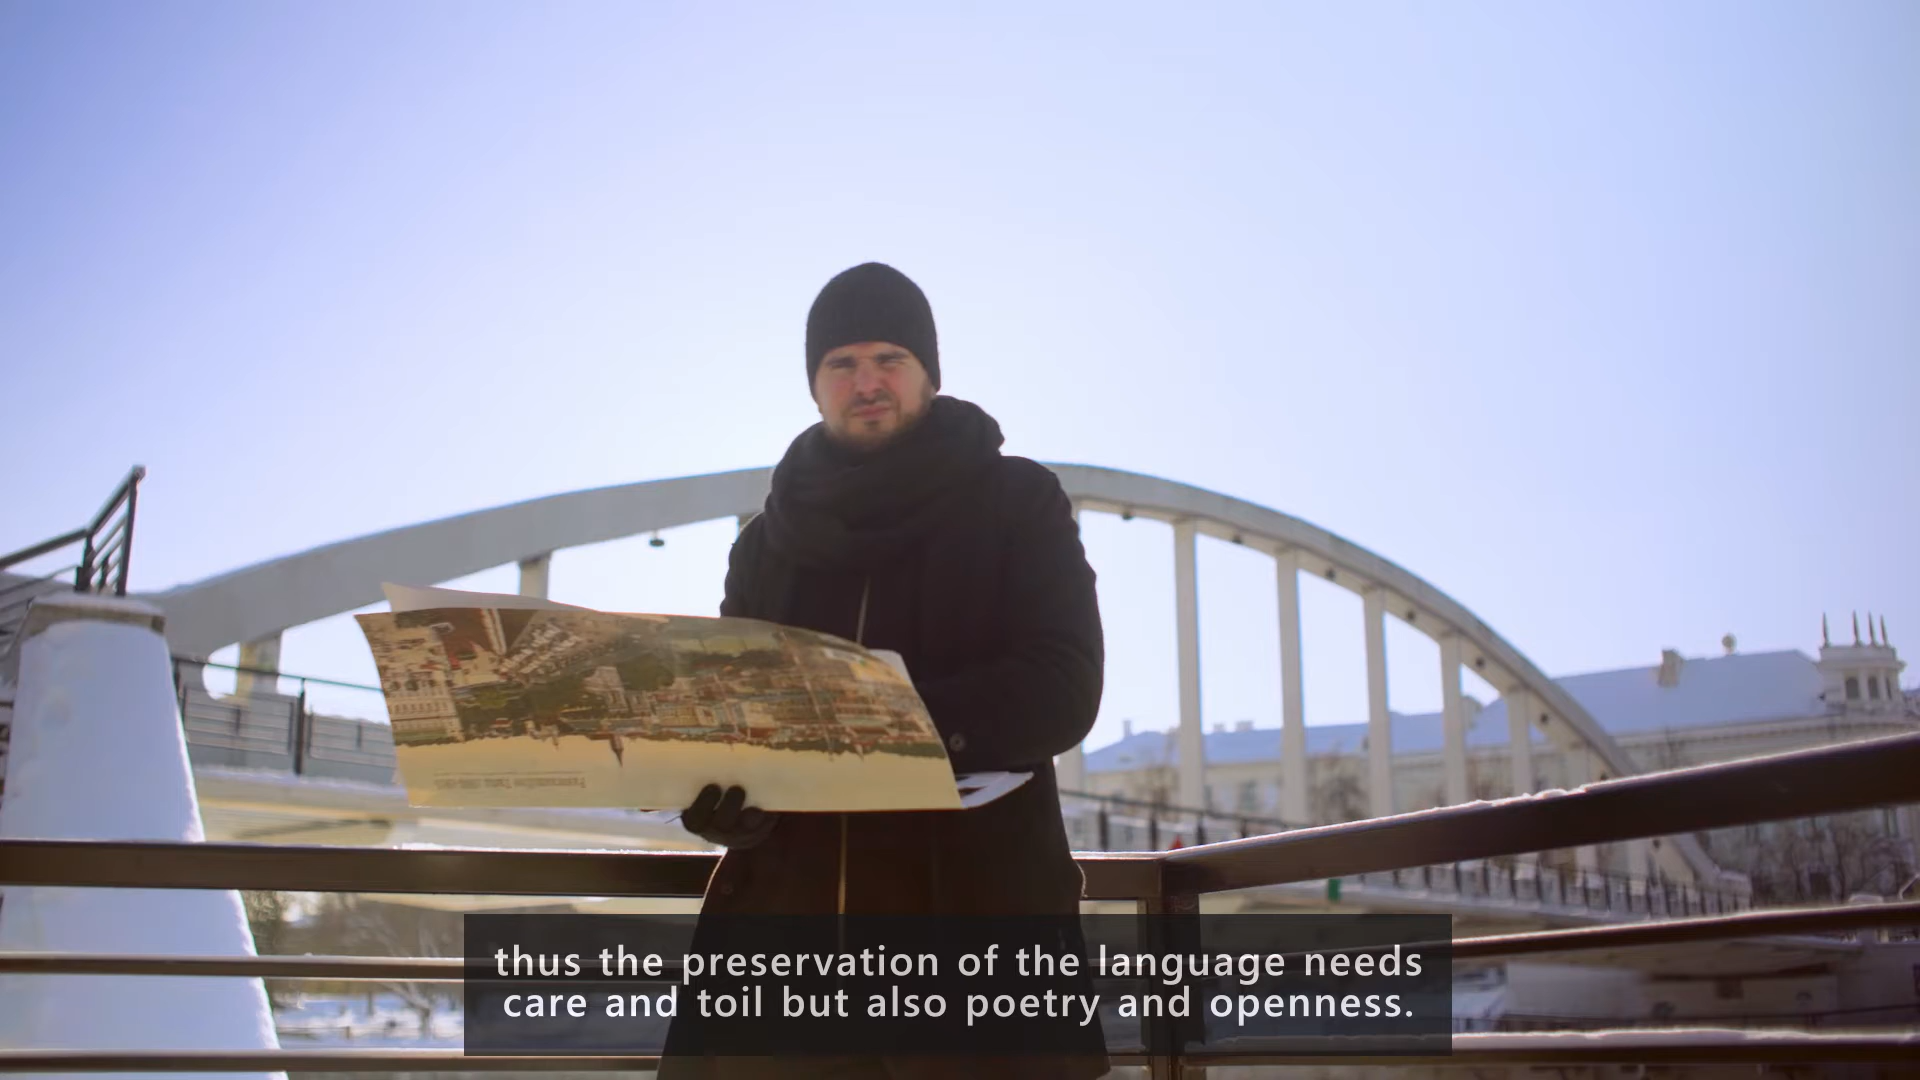 thus the preservation of the language needs
care and toil but also poetry and openness.